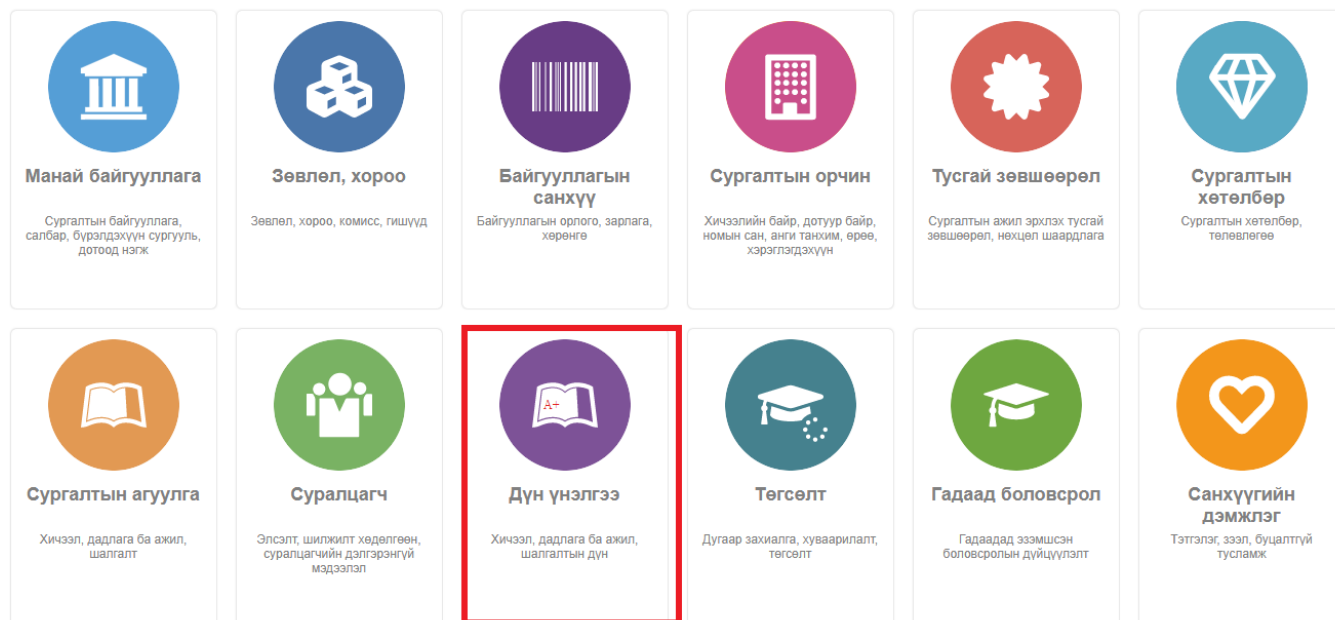 Манай байгууллага
Сургалтын байгууллага,
салбар, бүрэлдэхүүн сургууль,
дотоод нэгж
Зөвлөл, хороо
Зөвлөл, хороо, комисс, гишүүд
Байгууллагын
санхүү
Байгууллагын орлого, зарлага,
хөрөнгө
Сургалтын орчин
Хичээлийн байр, дотуур байр,
номын сан, анги танхим, өрөө,
хэрэглэгдэхүүн
Тусгай зөвшөөрөл
Сургалтын ажил эрхлэх тусгай
зөвшөөрөл, нөхцөл шаардлага
Сургалтын
хөтөлбөр
Сургалтын хөтөлбөр,
төлөвлөгөө
Сургалтын агуулга
Хичээл, дадлага ба ажил,
шалгалт
Суралцагч
Элсэлт, шилжилт хөдөлгөөн,
суралцагчийн дэлгэрэнгүй
мэдээлэл
A+
Дүн үнэлгээ
Хичээл, дадлага ба ажил,
шалгалтын дүн
Төгсөлт
Дугаар захиалга, хуваарилалт,
төгсөлт
Гадаад боловсрол
Гадаадад эзэмшсэн
боловсролын дүйцүүлэлт
Санхүүгийн
дэмжлэг
Тэтгэлэг, зээл, буцалтгүй
тусламж